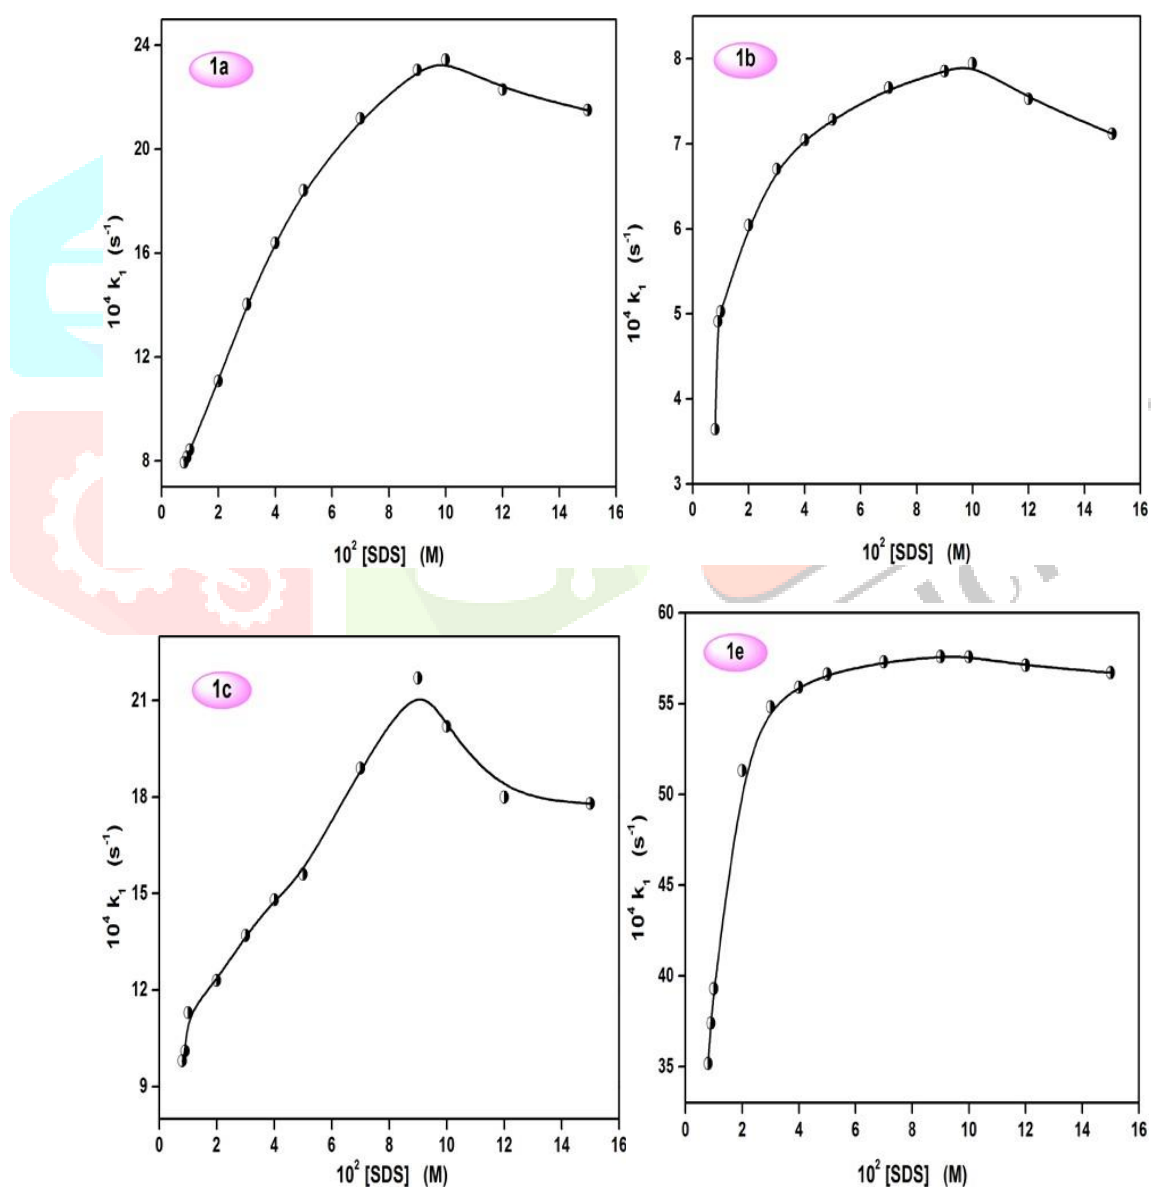 1a
24
20
16
12
8
10⁴ k₁ (s⁻¹)
0 2 4 6 8 10 12 14 16
10² [SDS] (M)
1b
8
7
6
5
4
3
10⁴ k₁ (s⁻¹)
0 2 4 6 8 10 12 14 16
10² [SDS] (M)
1c
21
18
15
12
9
10⁴ k₁ (s⁻¹)
0 2 4 6 8 10 12 14 16
10² [SDS] (M)
1e
60
55
50
45
40
35
10⁴ k₁ (s⁻¹)
0 2 4 6 8 10 12 14 16
10² [SDS] (M)